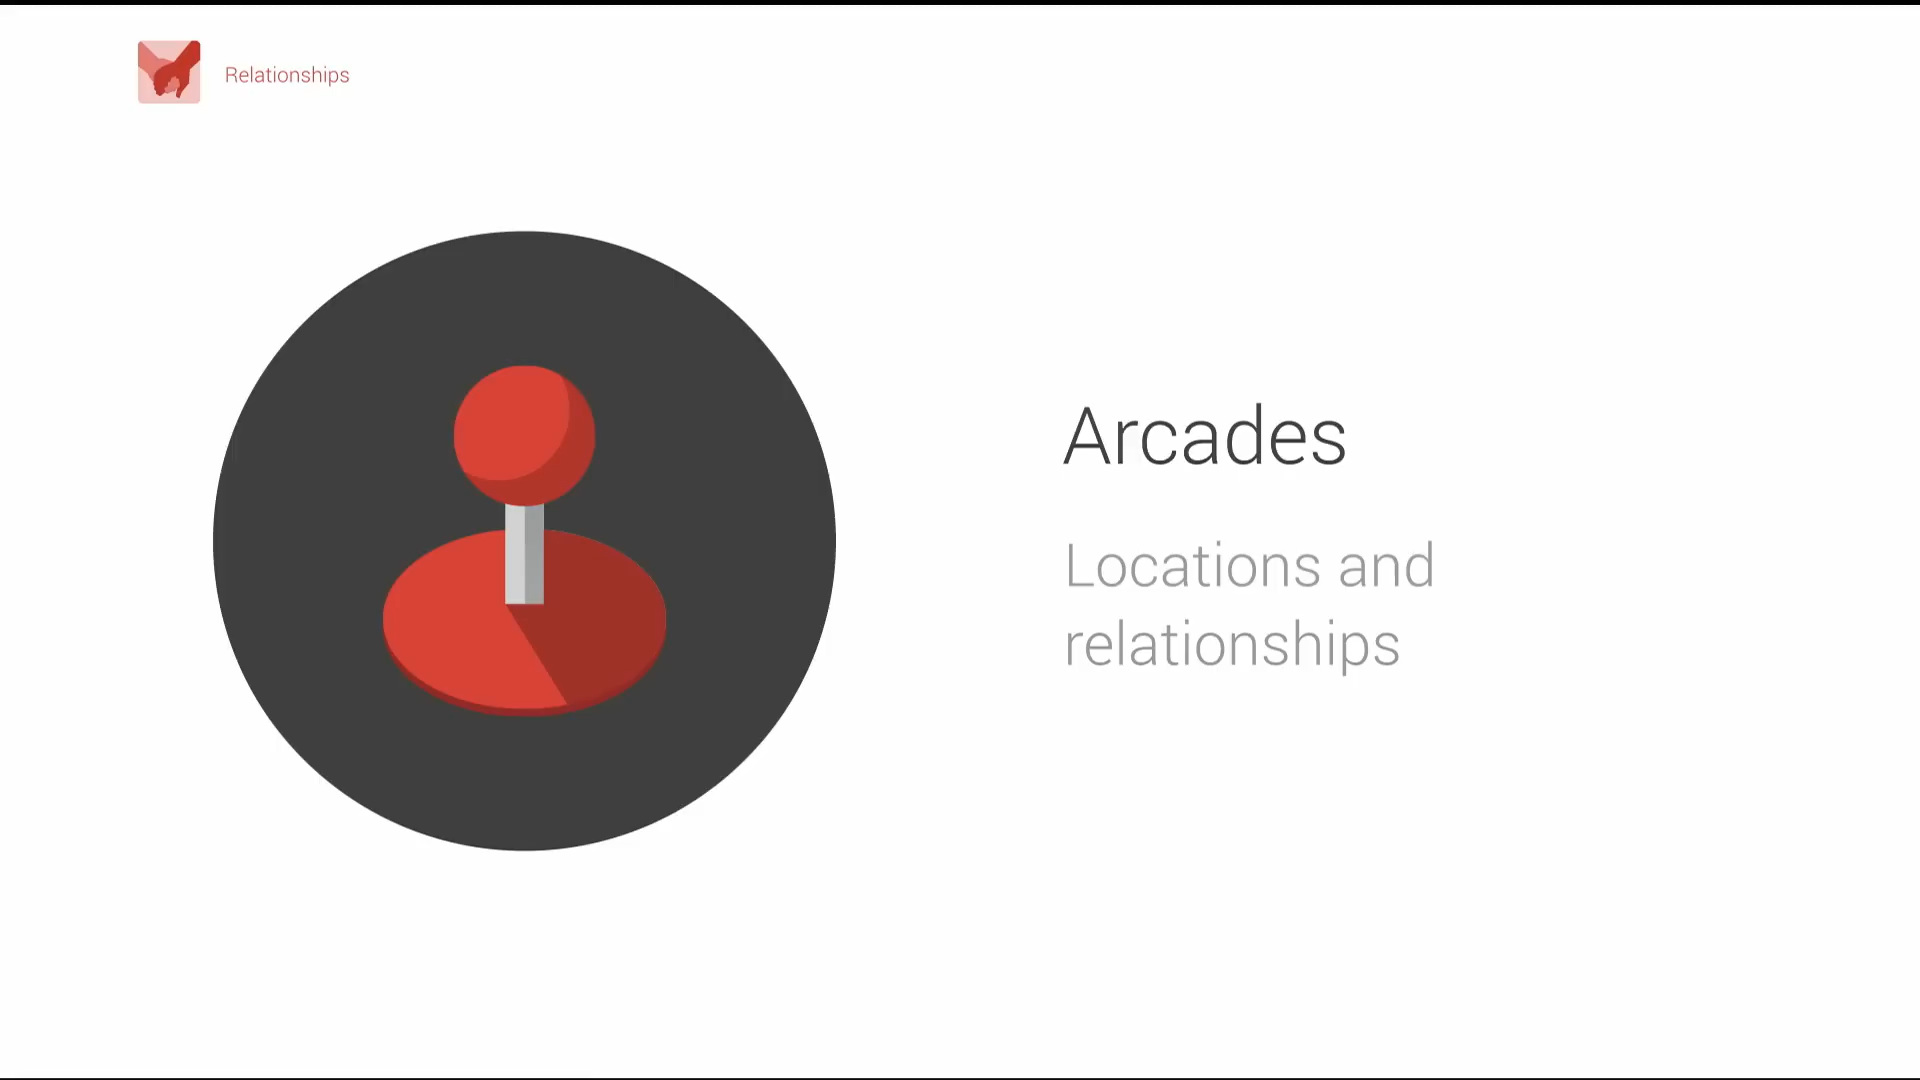 Relationships
Arcades
Locations and
relationships